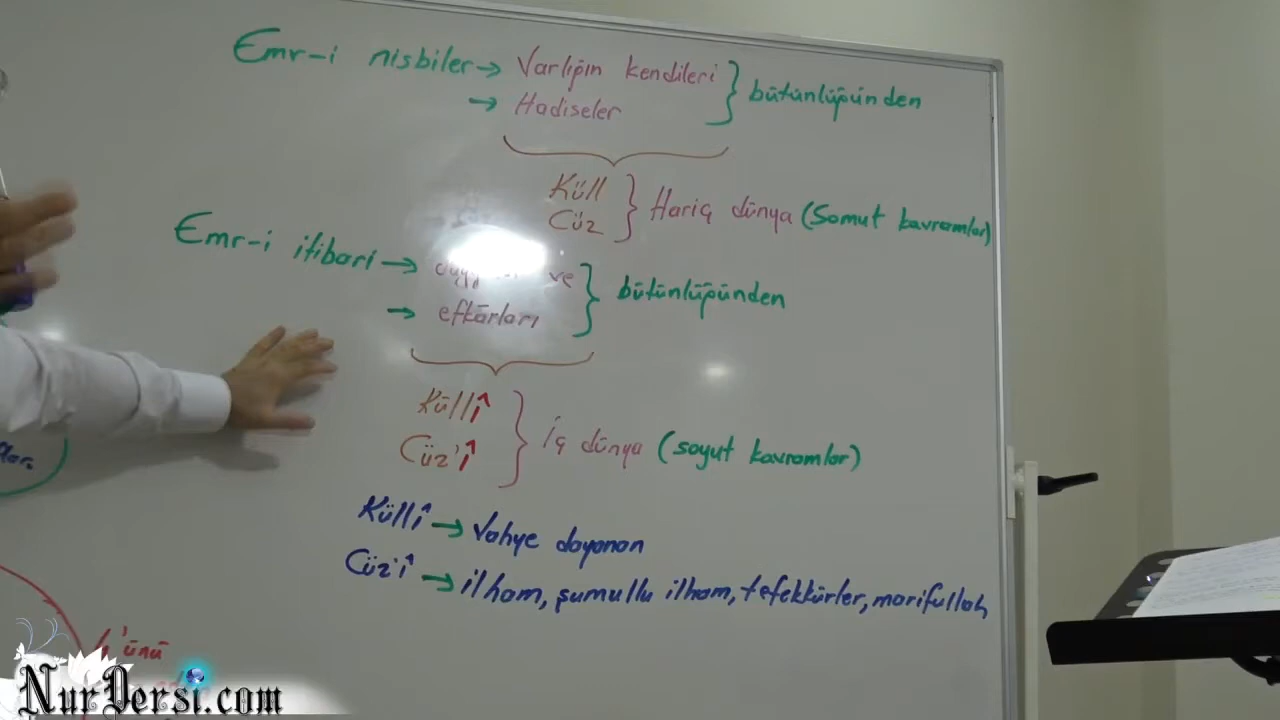 Emr-i nisbiler → Varlığın kendileri } bütünlüğünden
→ Hadiseler
Küll } Hariç dünya (Somut kavramlar)
Cüz
Emr-i itibari → ve } bütünlüğünden
→ efkârları
Küllî } İç dünya (soyut kavramlar)
Cüz'î
Küllî → Vahye dayanan
Cüz'î → ilham, şumullu ilham, tefekkürler, marifullah
'ünü
NurDersi.com